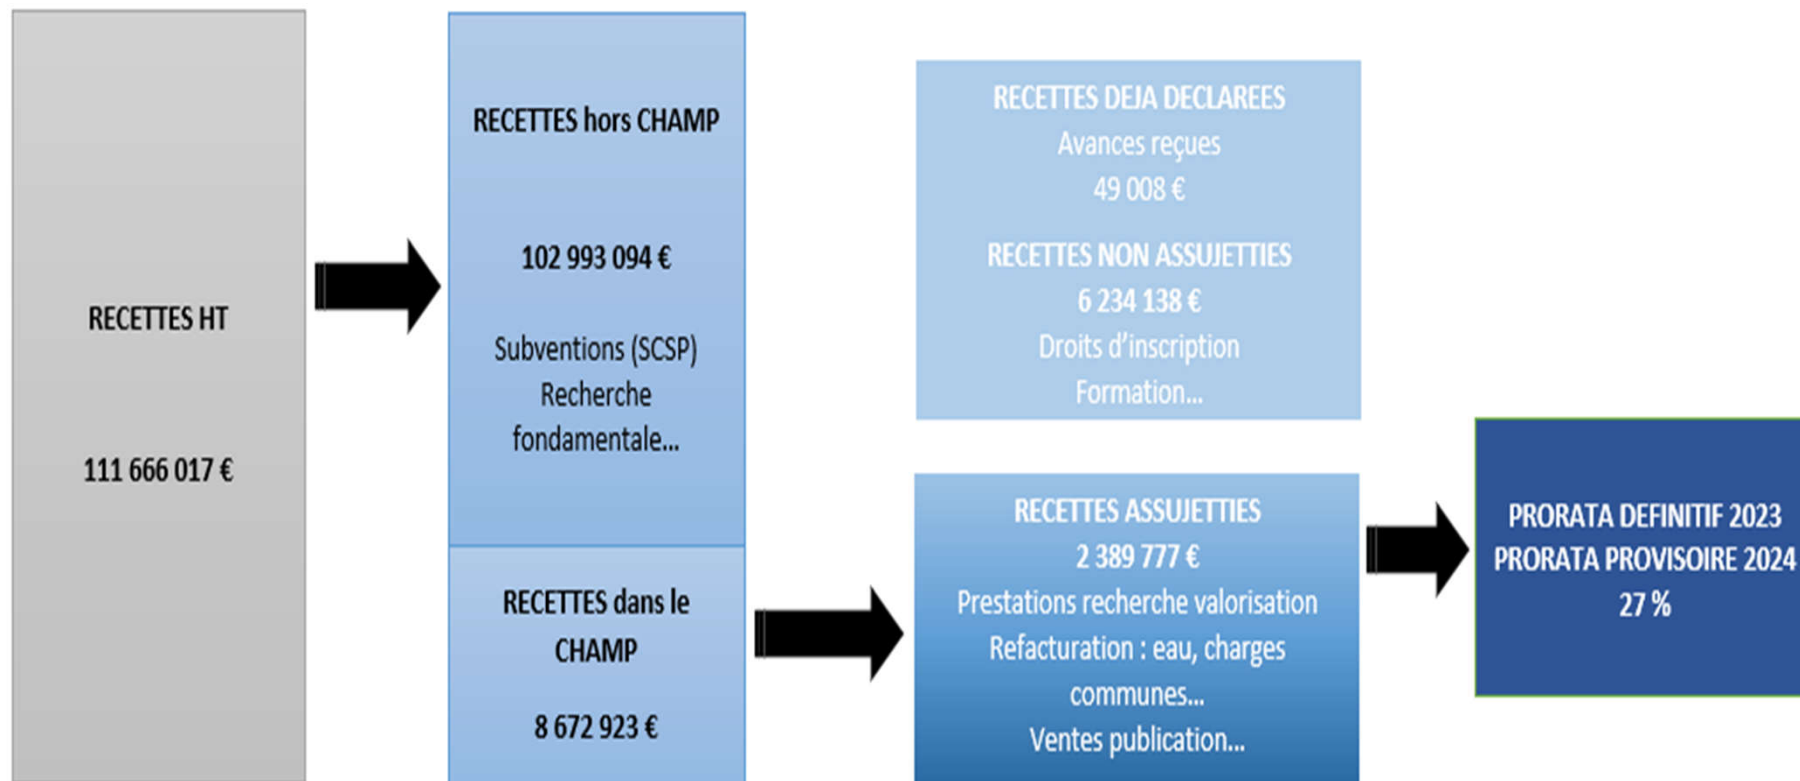 RECETTES HT
111 666 017 €
RECETTES hors CHAMP
102 993 094 €
Subventions (SCSP)
Recherche
fondamentale...
RECETTES dans le
CHAMP
8 672 923 €
RECETTES DEJA DECLAREES
Avances reçues
49 008 €
RECETTES NON ASSUJETTIES
6 234 138 €
Droits d'inscription
Formation...
RECETTES ASSUJETTIES
2 389 777 €
Prestations recherche valorisation
Refacturation : eau, charges
communes...
Ventes publication...
PRORATA DEFINITIF 2023
PRORATA PROVISOIRE 2024
27 %